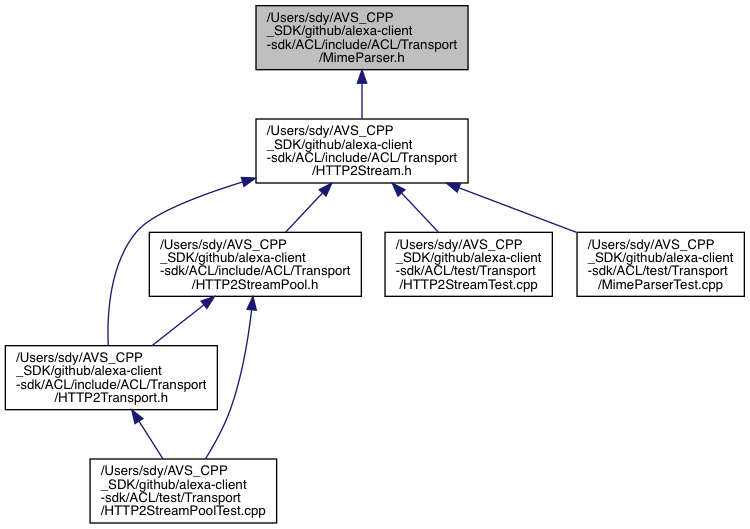 /Users/sdy/AVS_CPP
_SDK/github/alexa-client
-sdk/ACL/include/ACL/Transport
/MimeParser.h
/Users/sdy/AVS_CPP
_SDK/github/alexa-client
-sdk/ACL/include/ACL/Transport
/HTTP2Stream.h
/Users/sdy/AVS_CPP
_SDK/github/alexa-client
-sdk/ACL/include/ACL/Transport
/HTTP2StreamPool.h
/Users/sdy/AVS_CPP
_SDK/github/alexa-client
-sdk/ACL/test/Transport
/HTTP2StreamTest.cpp
/Users/sdy/AVS_CPP
_SDK/github/alexa-client
-sdk/ACL/test/Transport
/MimeParserTest.cpp
/Users/sdy/AVS_CPP
_SDK/github/alexa-client
-sdk/ACL/include/ACL/Transport
/HTTP2Transport.h
/Users/sdy/AVS_CPP
_SDK/github/alexa-client
-sdk/ACL/test/Transport
/HTTP2StreamPoolTest.cpp